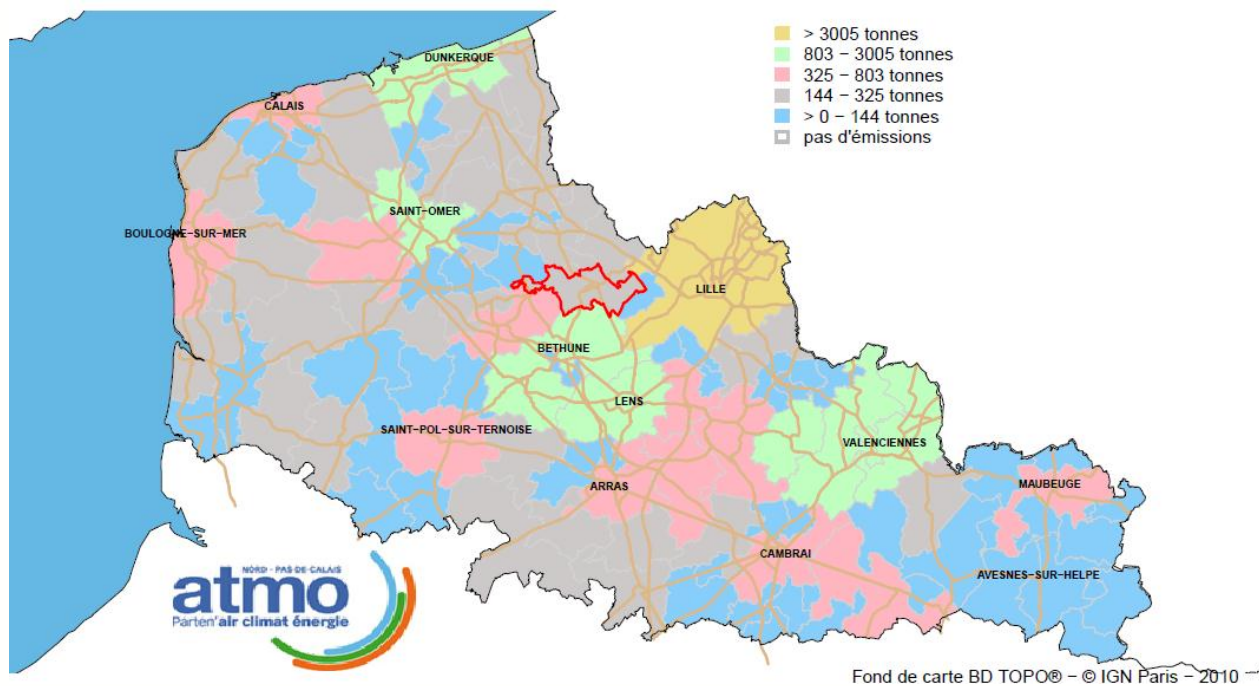 > 3005 tonnes
803 − 3005 tonnes
325 − 803 tonnes
144 − 325 tonnes
> 0 − 144 tonnes
pas d'émissions
DUNKERQUE
CALAIS
SAINT−OMER
BOULOGNE−SUR−MER
LILLE
BETHUNE
LENS
SAINT−POL−SUR−TERNOISE
VALENCIENNES
ARRAS
MAUBEUGE
CAMBRAI
AVESNES−SUR−HELPE
NORD - PAS-DE-CALAIS
atmo
Parten'air climat énergie
Fond de carte BD TOPO® − © IGN Paris − 2010